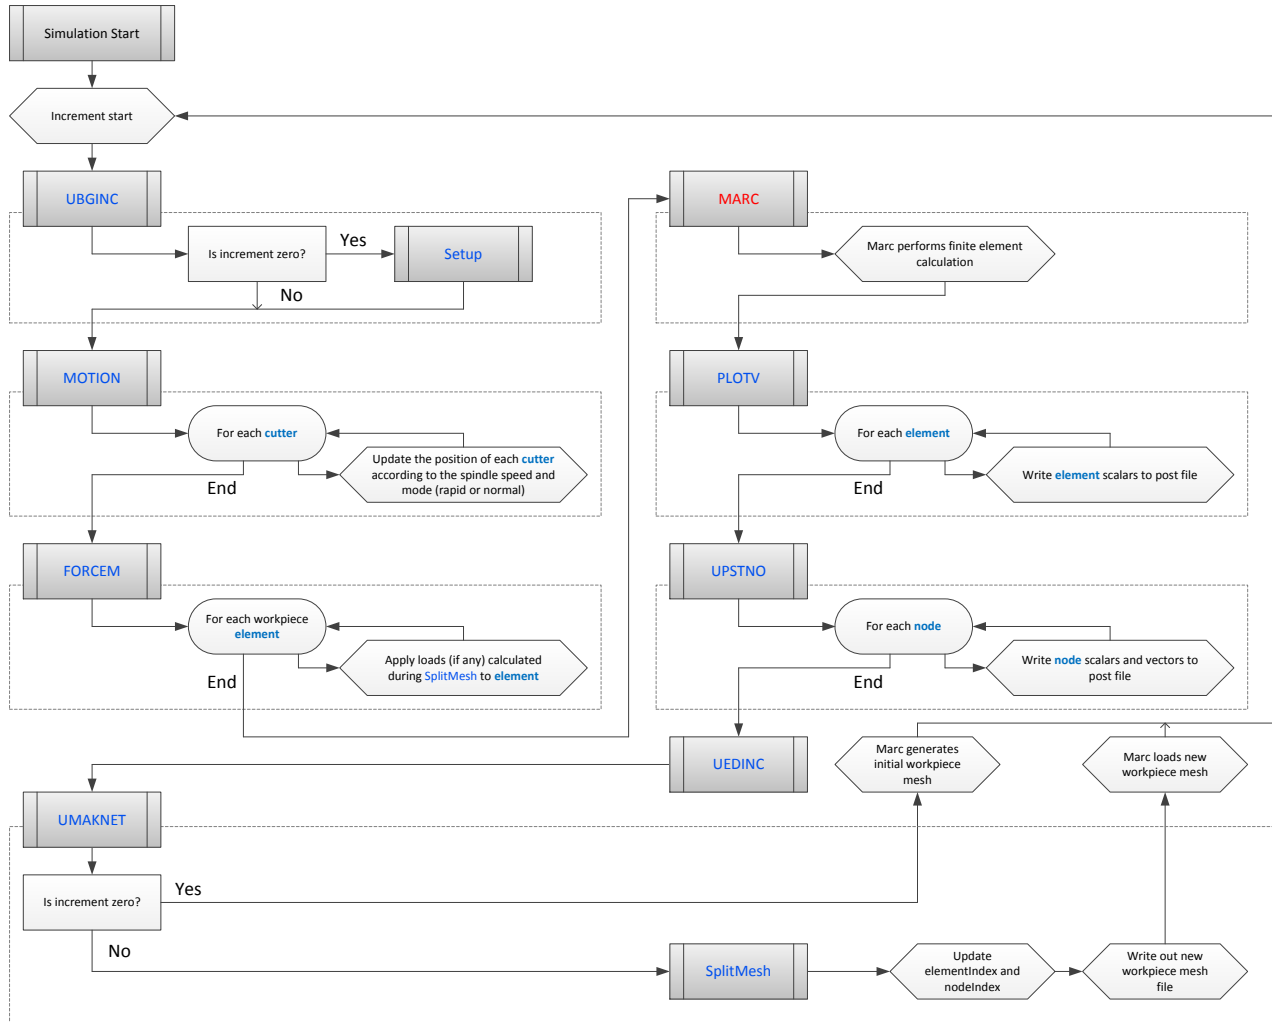 Simulation Start
Increment start
UBGINC
Is increment zero?
Yes
Setup
No
MOTION
For each cutter
Update the position of each cutter
according to the spindle speed and
mode (rapid or normal)
End
FORCEM
For each workpiece
element
Apply loads (if any) calculated
during SplitMesh to element
End
MARC
Marc performs finite element
calculation
PLOTV
For each element
Write element scalars to post file
End
UPSTNO
For each node
Write node scalars and vectors to
post file
End
UEDINC
Marc generates
initial workpiece
mesh
Marc loads new
workpiece mesh
UMAKNET
Is increment zero?
Yes
No
SplitMesh
Update
elementIndex and
nodeIndex
Write out new
workpiece mesh
file